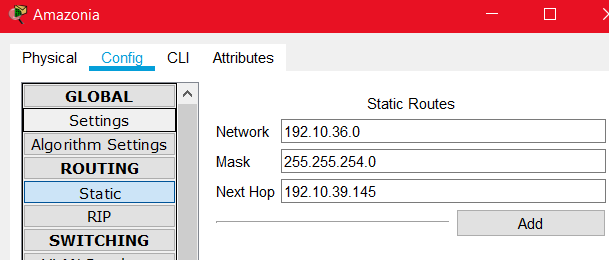 Amazonia
Physical Config CLI Attributes
GLOBAL
Settings
Algorithm Settings
ROUTING
Static
RIP
SWITCHING
Static Routes
Network 192.10.36.0
Mask 255.255.254.0
Next Hop 192.10.39.145
Add